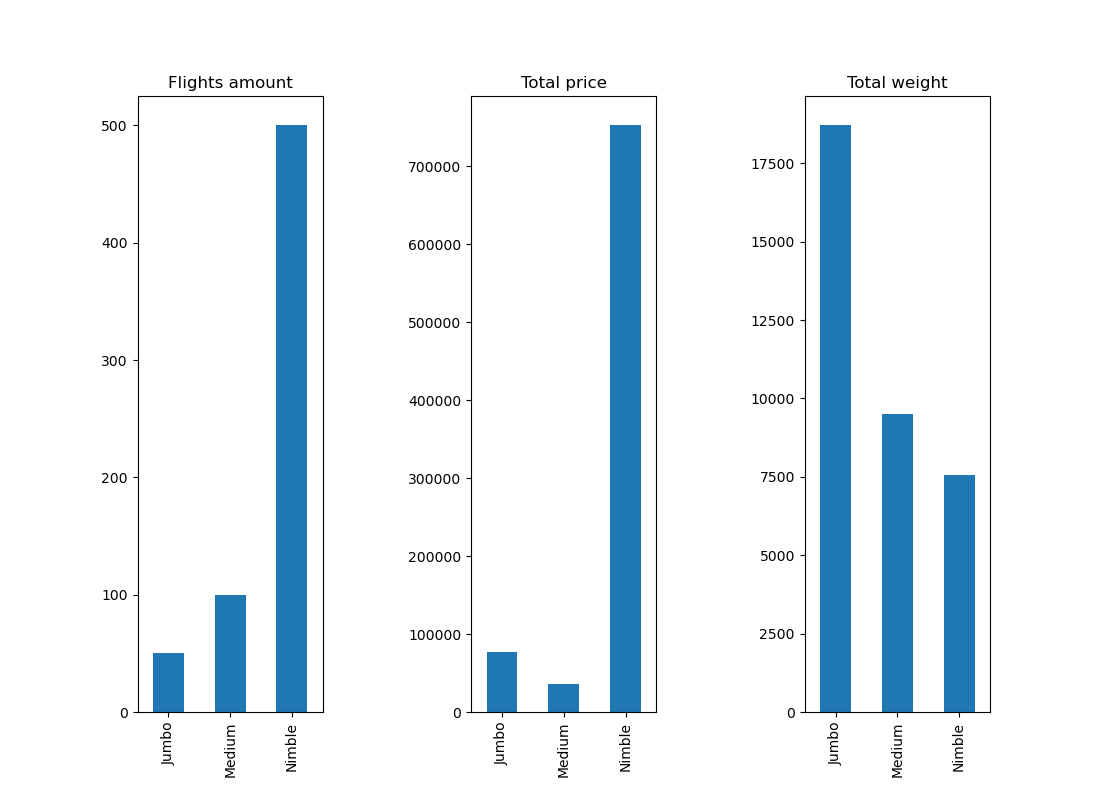 Flights amount
500
400
300
200
100
0
Jumbo
Medium
Nimble
Total price
700000
600000
500000
400000
300000
200000
100000
0
Jumbo
Medium
Nimble
Total weight
17500
15000
12500
10000
7500
5000
2500
0
Jumbo
Medium
Nimble